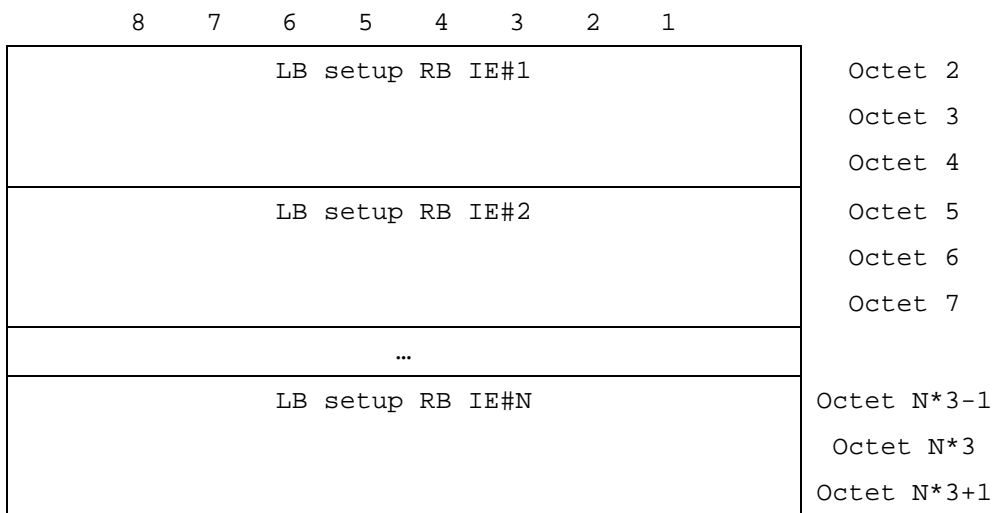 8 7 6 5 4 3 2 1
LB setup RB IE#1 Octet 2
Octet 3
Octet 4
LB setup RB IE#2 Octet 5
Octet 6
Octet 7
…
LB setup RB IE#N Octet N*3-1
Octet N*3
Octet N*3+1